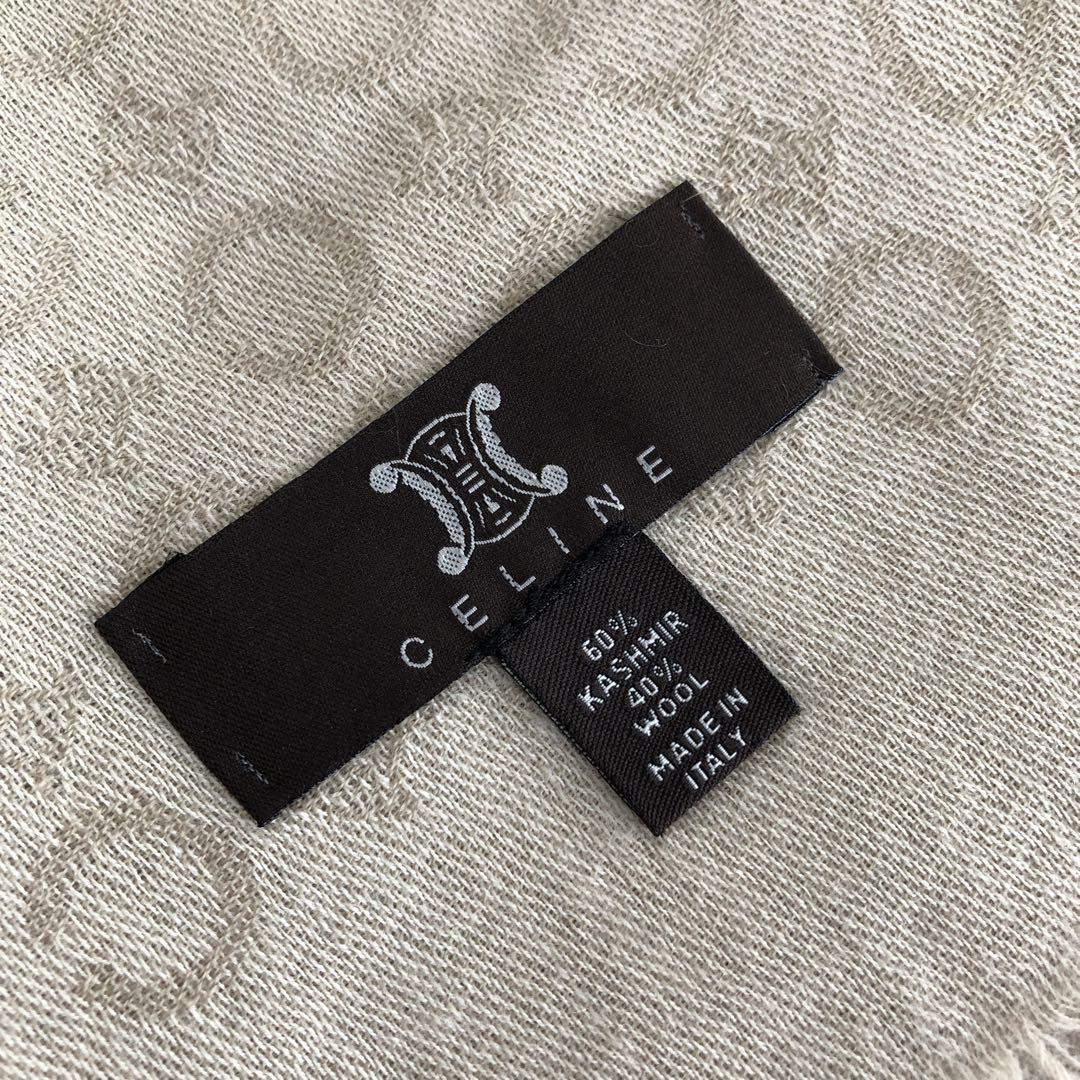 CELINE
60%
KASHMIR
40%
WOOL
MADE IN
ITALY